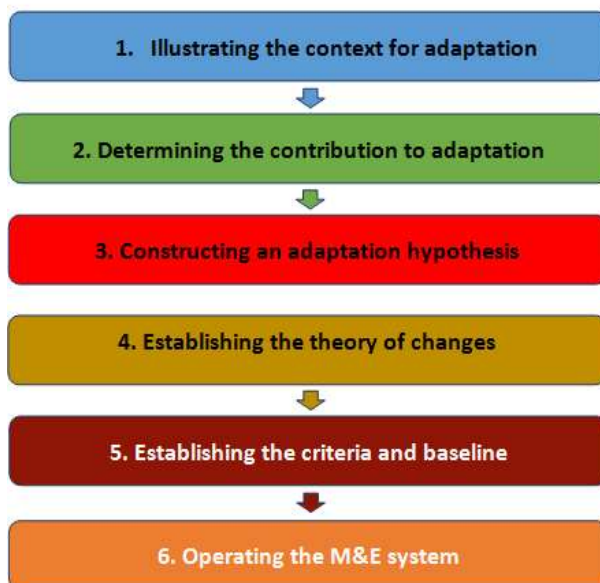 1. Illustrating the context for adaptation
2. Determining the contribution to adaptation
3. Constructing an adaptation hypothesis
4. Establishing the theory of changes
5. Establishing the criteria and baseline
6. Operating the M&E system